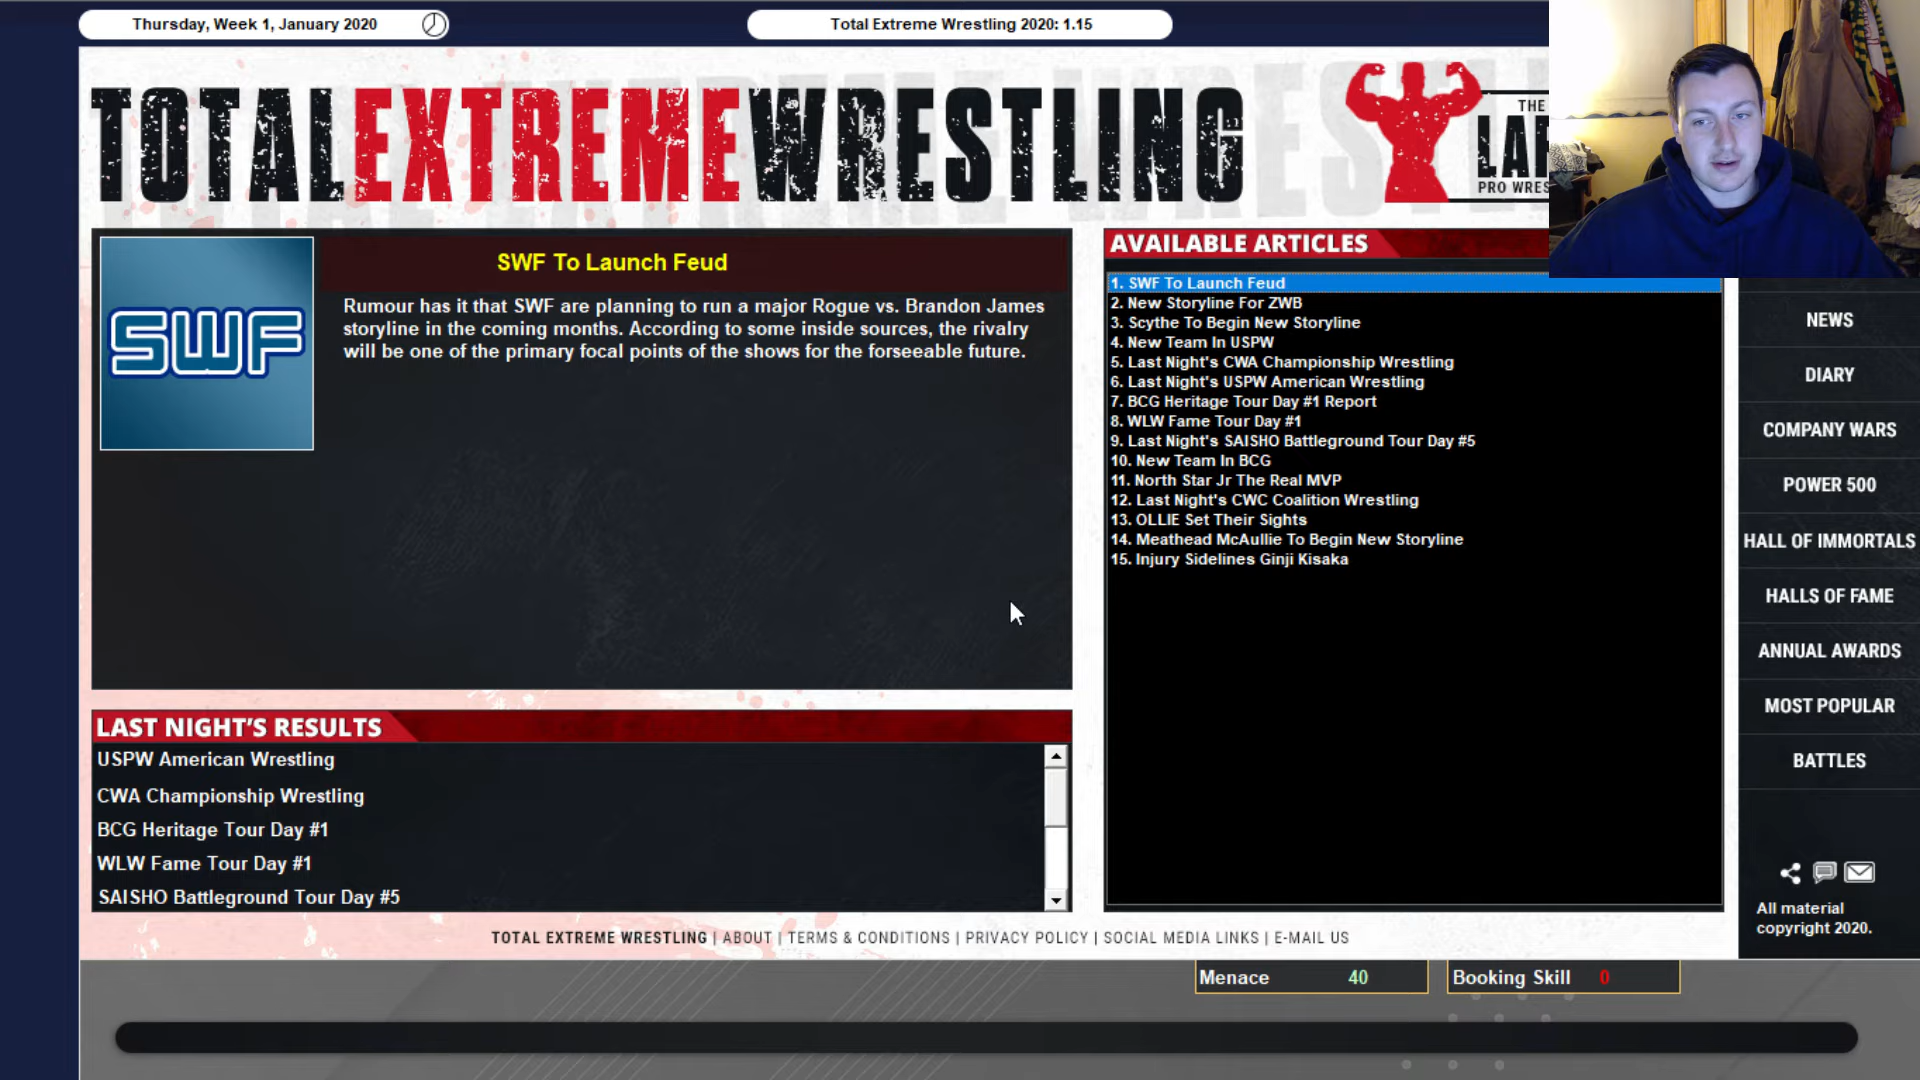 Thursday, Week 1, January 2020
Total Extreme Wrestling 2020: 1.15
TOTALEXTREMEWRESTLING
THE
PRO WRES
SWF
SWF To Launch Feud
Rumour has it that SWF are planning to run a major Rogue vs. Brandon James
storyline in the coming months. According to some inside sources, the rivalry
will be one of the primary focal points of the shows for the forseeable future.
AVAILABLE ARTICLES
1. SWF To Launch Feud
2. New Storyline For ZWB
3. Scythe To Begin New Storyline
4. New Team In USPW
5. Last Night's CWA Championship Wrestling
6. Last Night's USPW American Wrestling
7. BCG Heritage Tour Day #1 Report
8. WLW Fame Tour Day #1
9. Last Night's SAISHO Battleground Tour Day #5
10. New Team In BCG
11. North Star Jr The Real MVP
12. Last Night's CWC Coalition Wrestling
13. OLLIE Set Their Sights
14. Meathead McAullie To Begin New Storyline
15. Injury Sidelines Ginji Kisaka
NEWS
DIARY
COMPANY WARS
POWER 500
HALL OF IMMORTALS
HALLS OF FAME
ANNUAL AWARDS
MOST POPULAR
BATTLES
All material
copyright 2020.
LAST NIGHT'S RESULTS
USPW American Wrestling
CWA Championship Wrestling
BCG Heritage Tour Day #1
WLW Fame Tour Day #1
SAISHO Battleground Tour Day #5
TOTAL EXTREME WRESTLING | ABOUT | TERMS & CONDITIONS | PRIVACY POLICY | SOCIAL MEDIA LINKS | E-MAIL US
Menace 40
Booking Skill 0